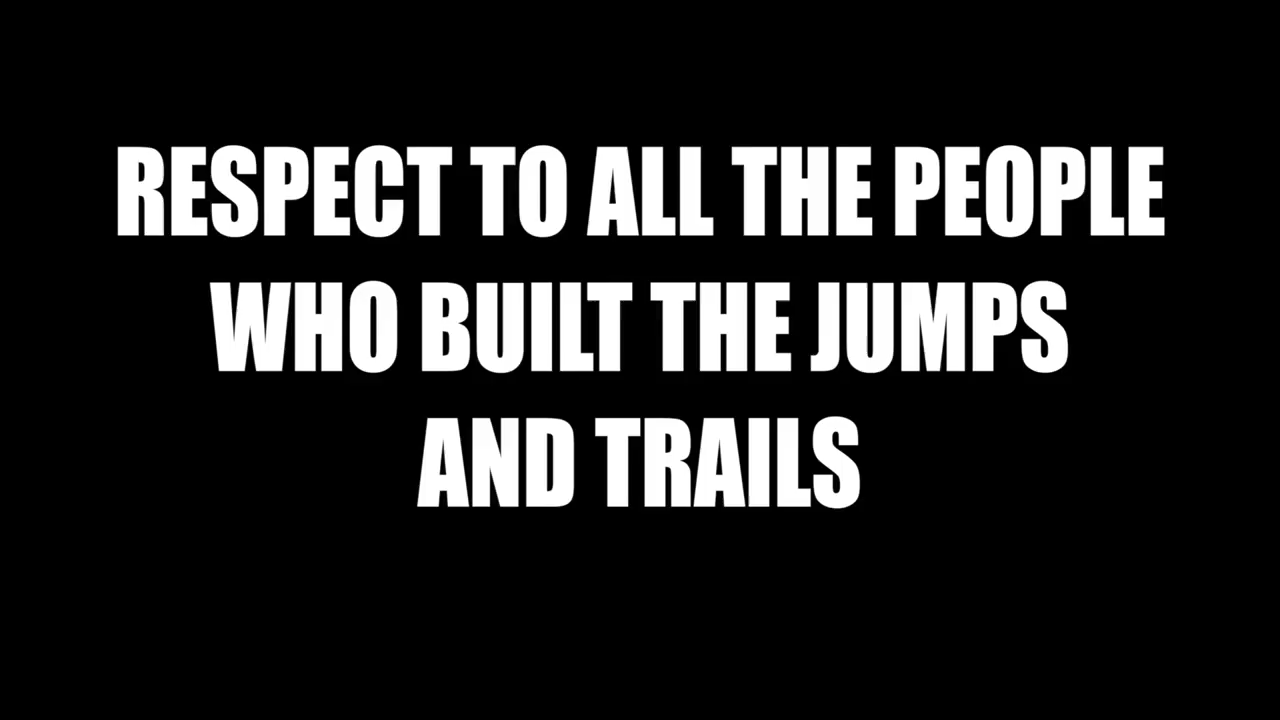 RESPECT TO ALL THE PEOPLE
WHO BUILT THE JUMPS
AND TRAILS